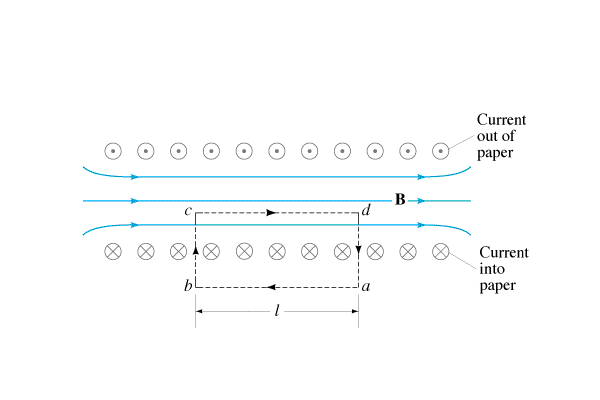 Current
out of
paper
B
c
d
b
a
l
Current
into
paper